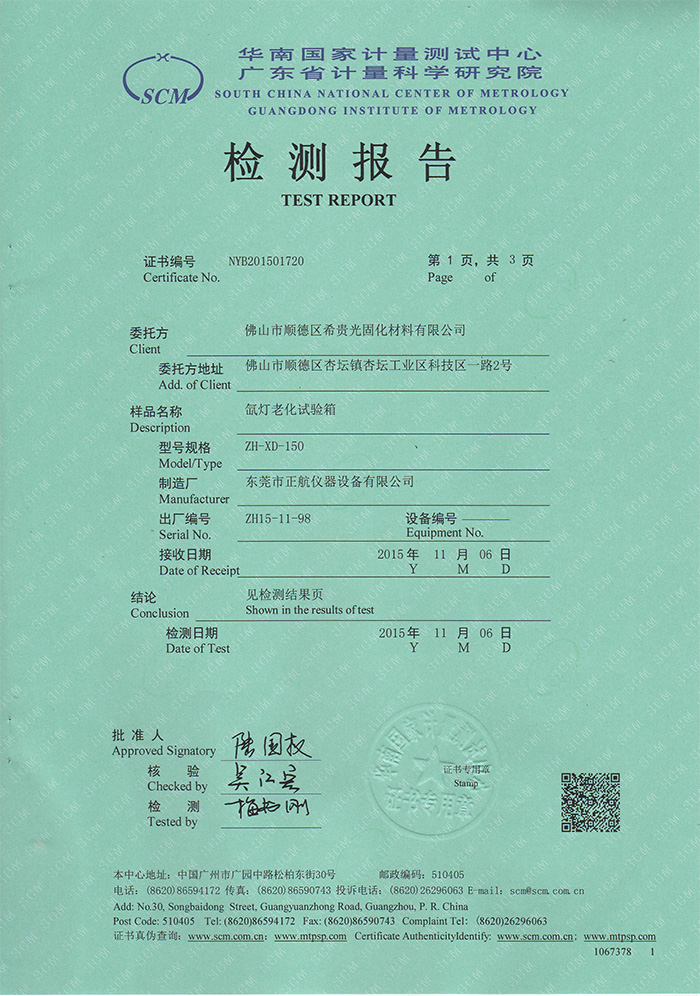 华南国家计量测试中心
广东省计量科学研究院
SCM
SOUTH CHINA NATIONAL CENTER OF METROLOGY
GUANGDONG INSTITUTE OF METROLOGY
检测报告
TEST REPORT
证书编号 NYB201501720 第 1 页，共 3 页
Certificate No. Page of
委托方 佛山市顺德区希贵光固化材料有限公司
Client
委托方地址 佛山市顺德区杏坛镇杏坛工业区科技区一路2号
Add. of Client
样品名称 氙灯老化试验箱
Description
型号规格 ZH-XD-150
Model/Type
制造厂 东莞市正航仪器设备有限公司
Manufacturer
出厂编号 ZH15-11-98 设备编号 ————
Serial No. Equipment No.
接收日期 2015年 11 月 06 日
Date of Receipt Y M D
结论 见检测结果页
Conclusion Shown in the results of test
检测日期 2015年 11 月 06 日
Date of Test Y M D
批准人
Approved Signatory
核验 证书专用章
Checked by Stamp
检测 证书专用章
Tested by
本中心地址：中国广州市广园中路松柏东街30号 邮政编码：510405
电话：(8620)86594172 传真：(8620)86590743 投诉电话：(8620)26296063 E-mail：scm@scm.com.cn
Add: No.30, Songbaidong Street, Guangyuanzhong Road, Guangzhou, P. R. China
Post Code: 510405 Tel: (8620)86594172 Fax: (8620)86590743 Complaint Tel: (8620)26296063
证书真伪查询：www.scm.com.cn; www.mtpsp.com Certificate AuthenticityIdentify: www.scm.com.cn; www.mtpsp.com
1067378 1